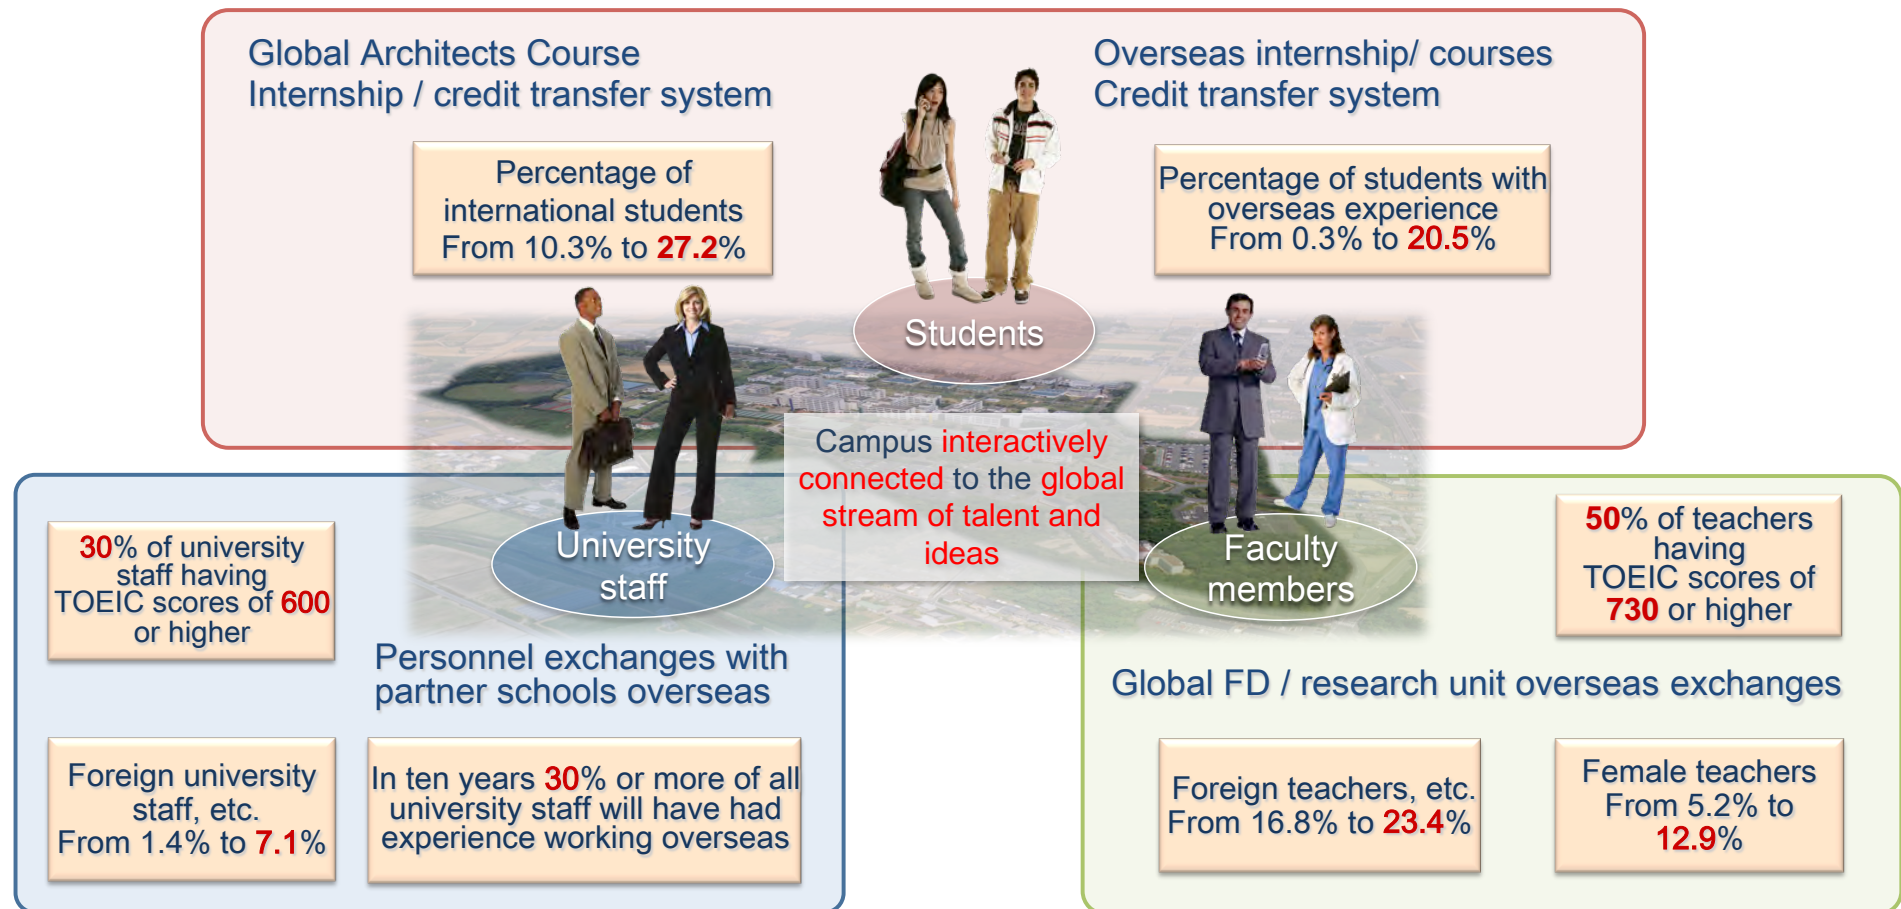 Global Architects Course
Internship / credit transfer system
Overseas internship/ courses
Credit transfer system
Percentage of
international students
From 10.3% to 27.2%
Percentage of students with
overseas experience
From 0.3% to 20.5%
Students
Campus interactively
connected to the global
stream of talent and
ideas
University
staff
Faculty
members
30% of university
staff having
TOEIC scores of 600
or higher
Personnel exchanges with
partner schools overseas
Foreign university
staff, etc.
From 1.4% to 7.1%
In ten years 30% or more of all
university staff will have had
experience working overseas
50% of teachers
having
TOEIC scores of
730 or higher
Global FD / research unit overseas exchanges
Foreign teachers, etc.
From 16.8% to 23.4%
Female teachers
From 5.2% to
12.9%